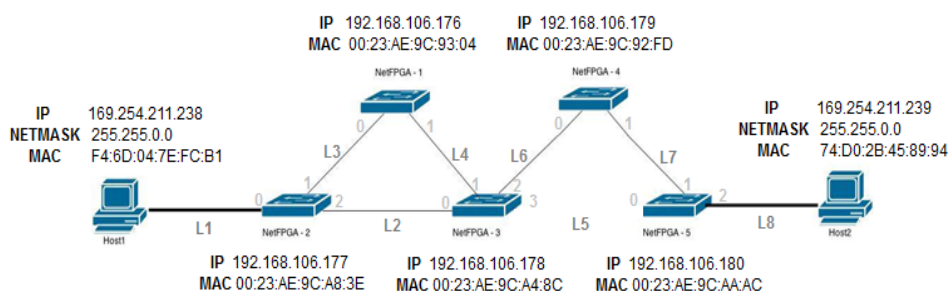 IP 192.168.106.176
MAC 00:23:AE:9C:93:04
IP 192.168.106.179
MAC 00:23:AE:9C:92:FD
NetFPGA - 1
NetFPGA - 4
IP 169.254.211.238
NETMASK 255.255.0.0
MAC F4:6D:04:7E:FC:B1
IP 169.254.211.239
NETMASK 255.255.0.0
MAC 74:D0:2B:45:89:94
0 1
0 1
L3 L4 L6 L7
0 1 2
0 1 2 3
0 1 2
L1 L2 L5 L8
Host1
NetFPGA - 2
NetFPGA - 3
NetFPGA - 5
Host2
IP 192.168.106.177
MAC 00:23:AE:9C:A8:3E
IP 192.168.106.178
MAC 00:23:AE:9C:A4:8C
IP 192.168.106.180
MAC 00:23:AE:9C:AA:AC